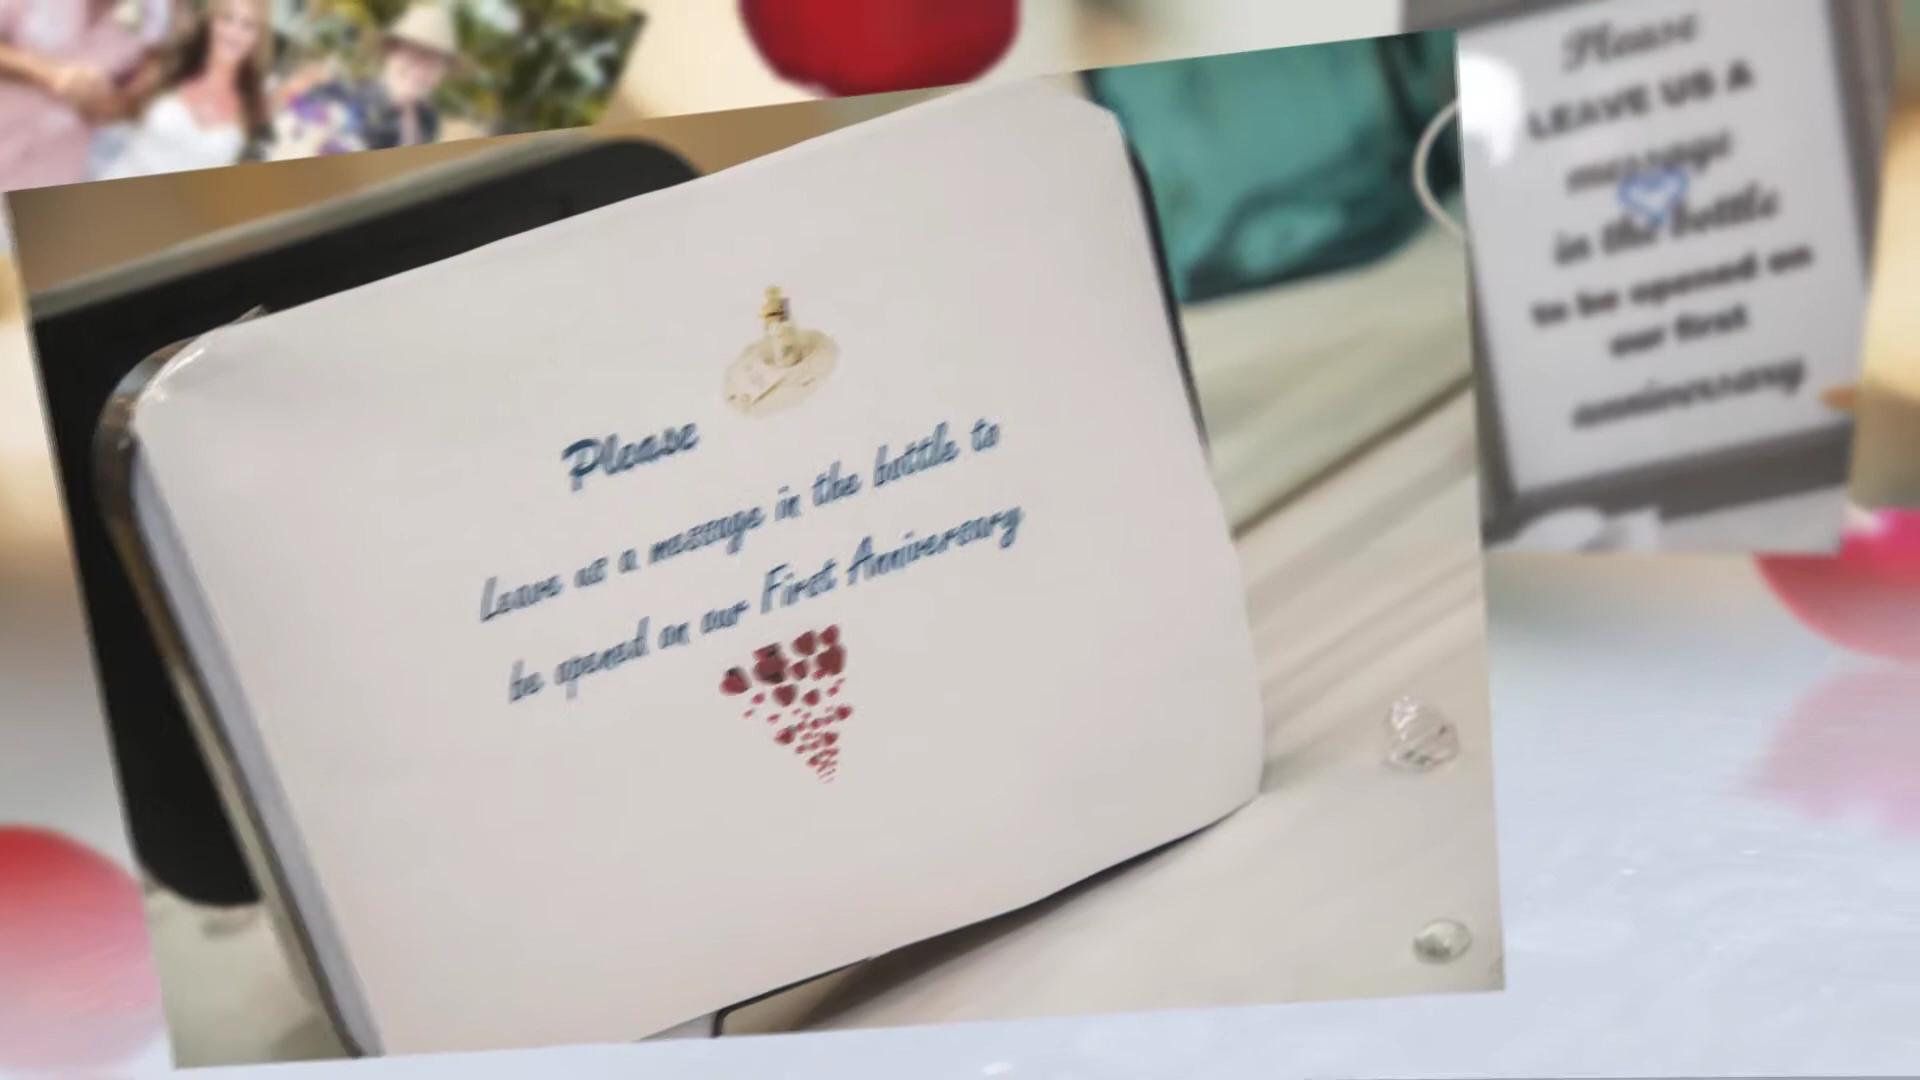 Please
Leave us a message in the bottle to
be opened on our First Anniversary
Please
LEAVE US A
message
in the bottle
to be opened on
our first
anniversary